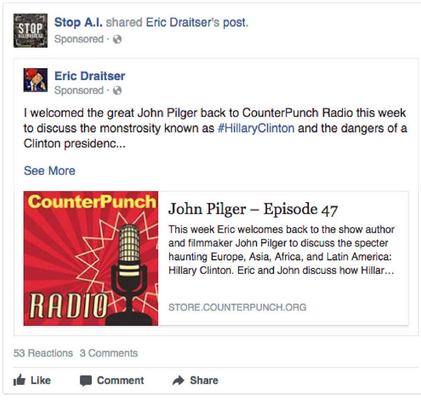 STOP
Stop A.I. shared Eric Draitser's post.
Sponsored ·
Eric Draitser
Sponsored ·
I welcomed the great John Pilger back to CounterPunch Radio this week
to discuss the monstrosity known as #HillaryClinton and the dangers of a
Clinton presidenc...
See More
CounterPunch
RADIO
John Pilger – Episode 47
This week Eric welcomes back to the show author
and filmmaker John Pilger to discuss the specter
haunting Europe, Asia, Africa, and Latin America:
Hillary Clinton. Eric and John discuss how Hillar...
STORE.COUNTERPUNCH.ORG
53 Reactions 3 Comments
Like Comment Share